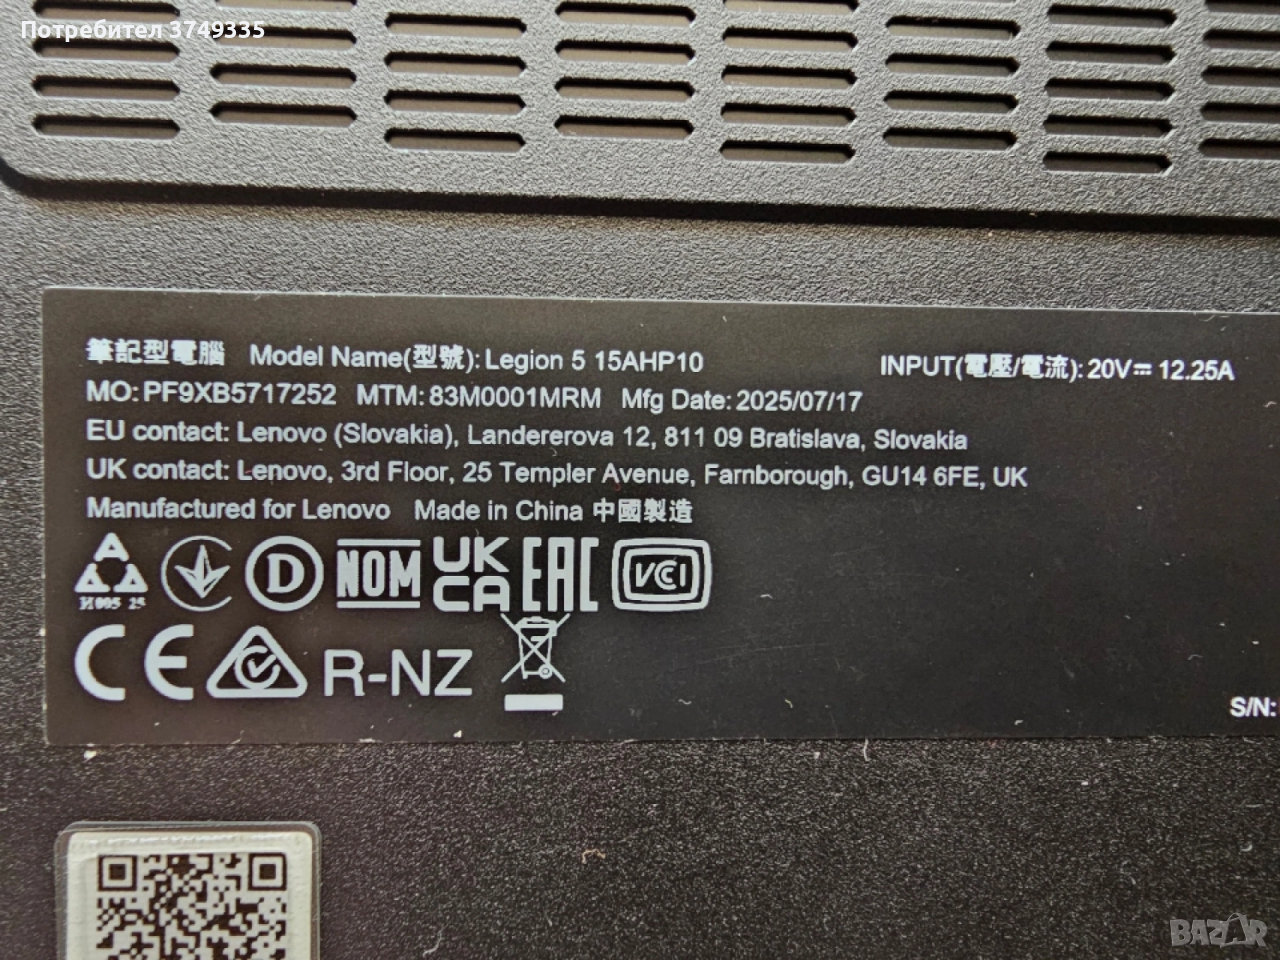 Потребител 3749335
筆記型電腦 Model Name(型號): Legion 5 15AHP10 INPUT(電壓/電流): 20V⎓ 12.25A
MO: PF9XB5717252 MTM: 83M0001MRM Mfg Date: 2025/07/17
EU contact: Lenovo (Slovakia), Landererova 12, 811 09 Bratislava, Slovakia
UK contact: Lenovo, 3rd Floor, 25 Templer Avenue, Farnborough, GU14 6FE, UK
Manufactured for Lenovo Made in China 中國製造
D NOM UK CA EAC VCI
CE R-NZ
S/N:
BAZAR